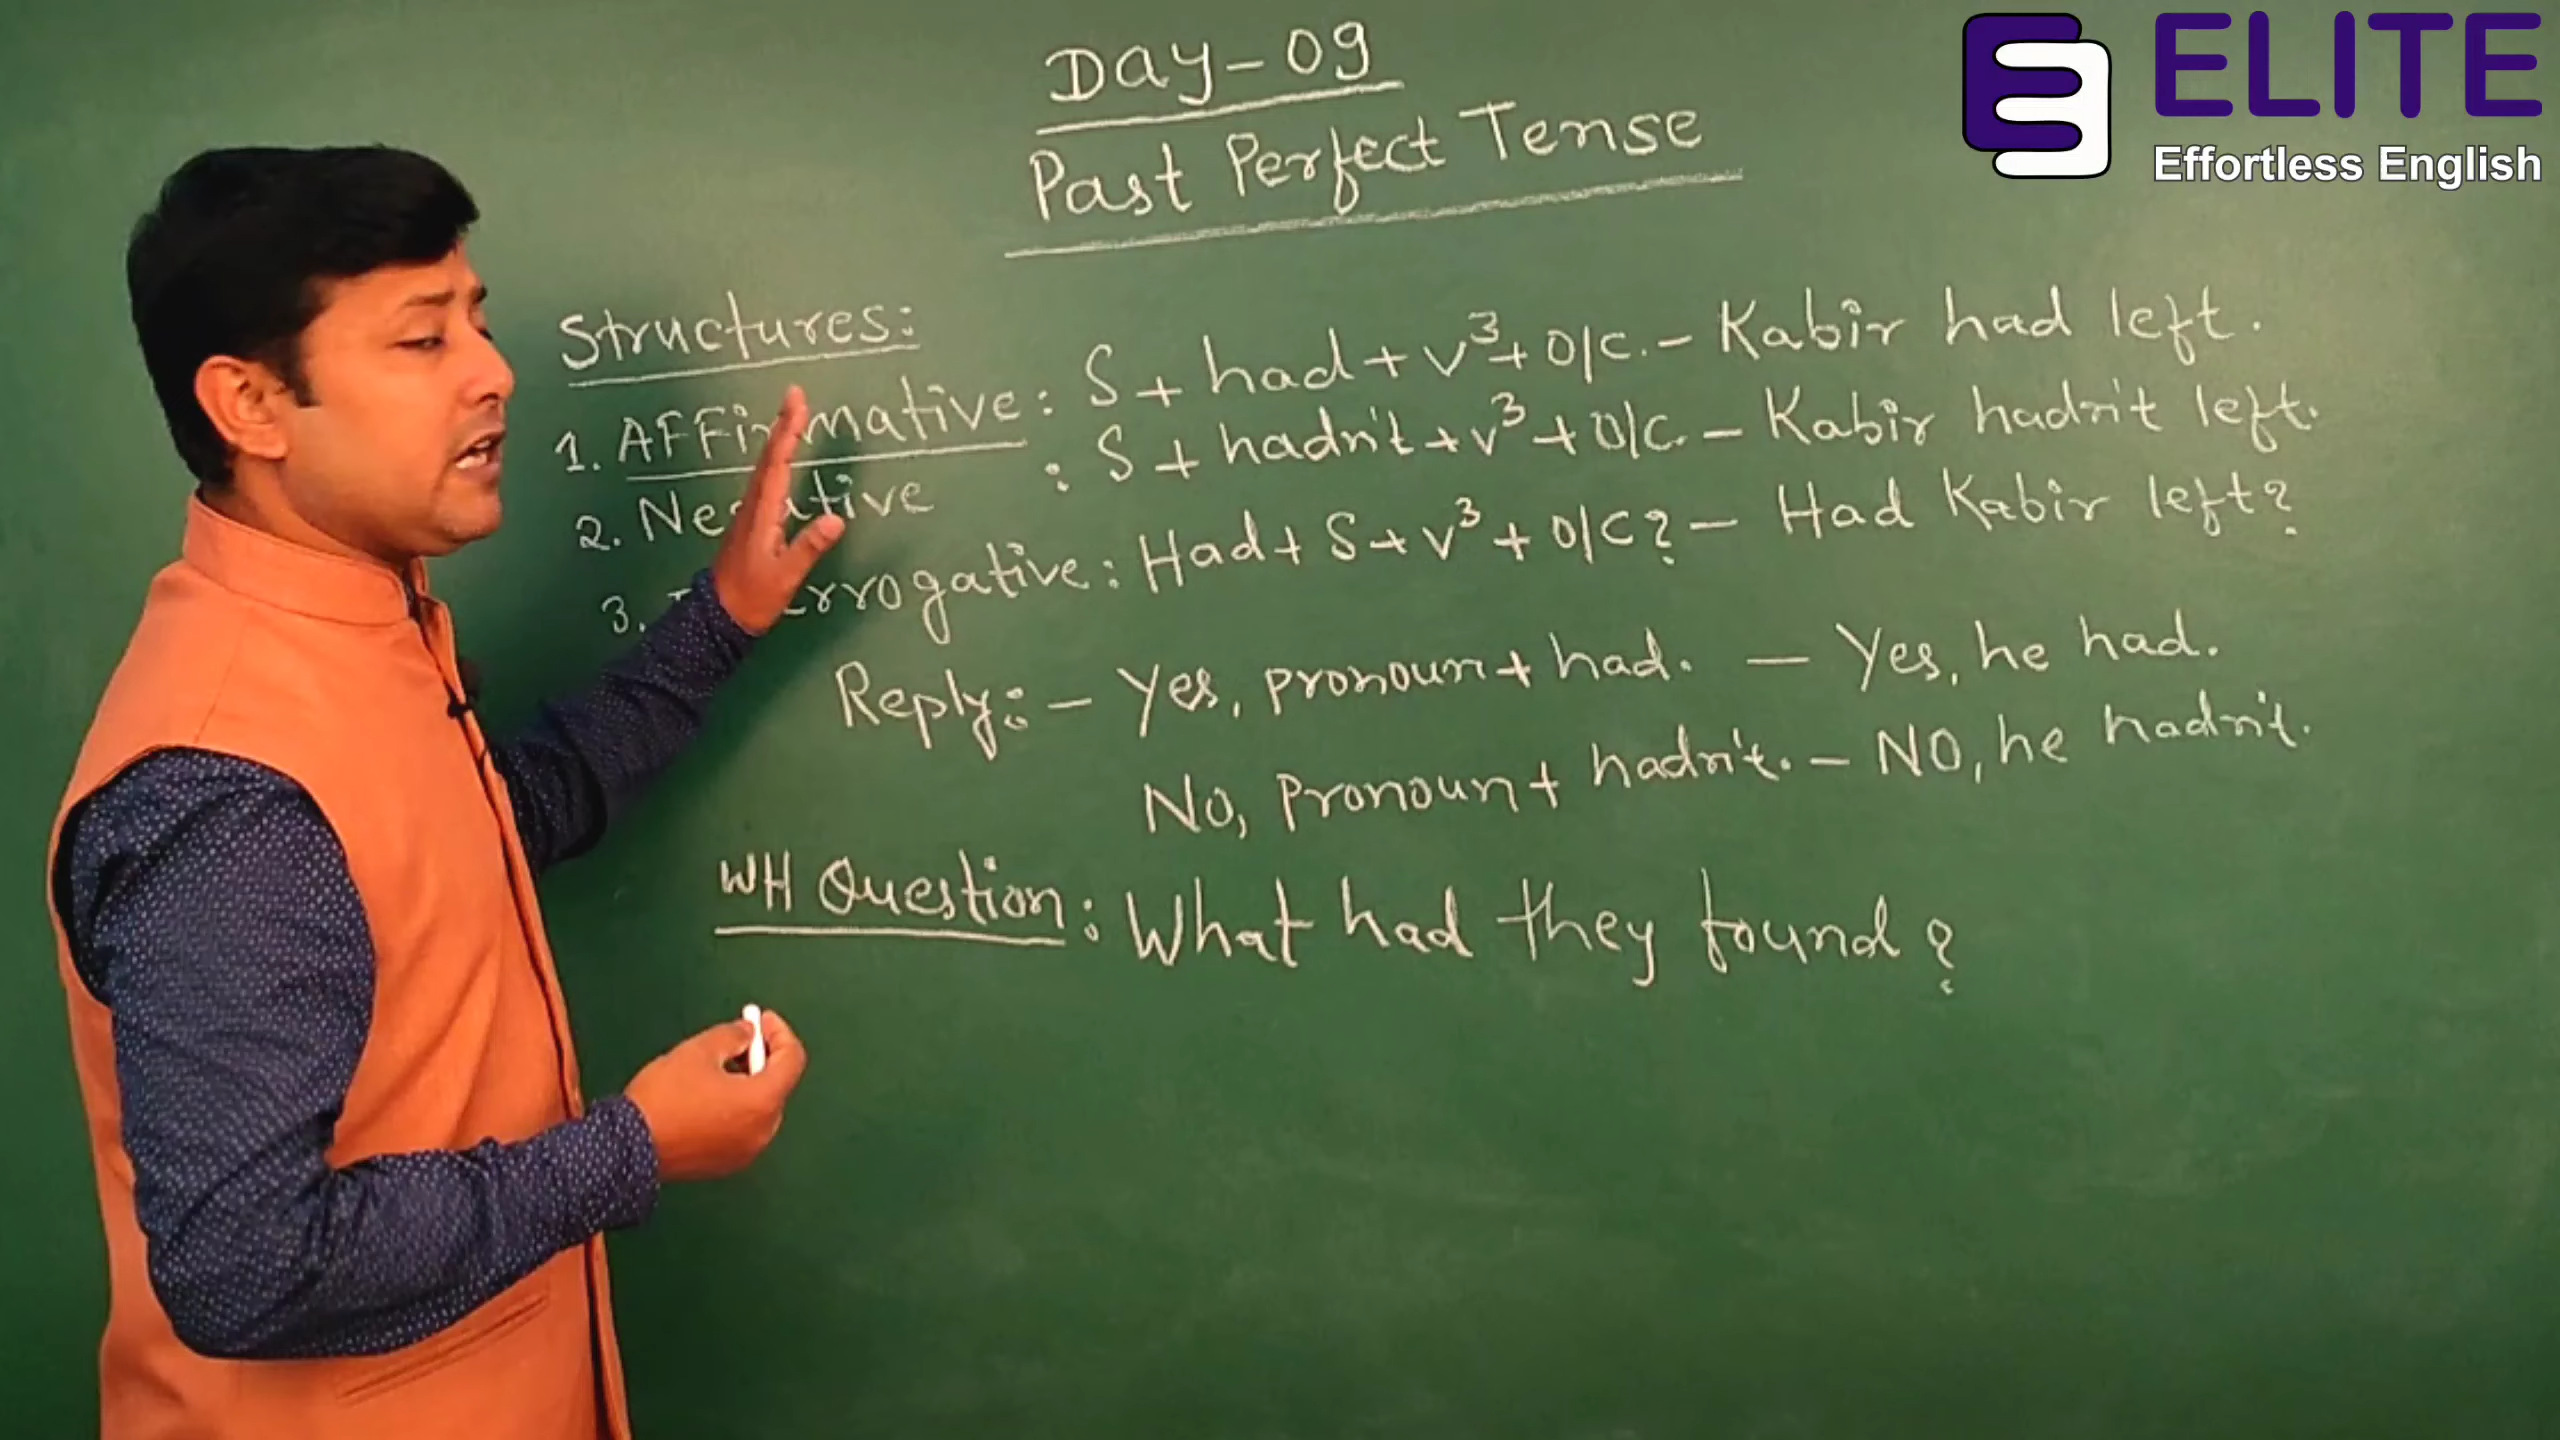 Day-09
Past Perfect Tense
ELITE
Effortless English
Structures:
1. AFFirmative: S + had + v³ + O/C. - Kabir had left.
2. Negative : S + hadn't + v³ + O/C. - Kabir hadn't left.
3. Interrogative: Had + S + v³ + O/C? - Had Kabir left?
Reply: - Yes, pronoun + had. - Yes, he had.
No, Pronoun + hadn't. - NO, he hadn't.
WH Question: What had they found?